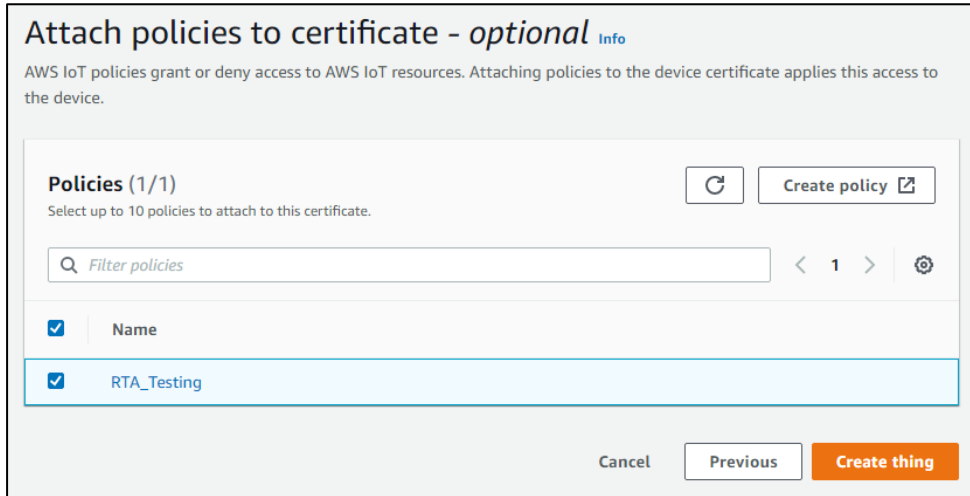 Attach policies to certificate - optional Info
AWS IoT policies grant or deny access to AWS IoT resources. Attaching policies to the device certificate applies this access to
the device.
Policies (1/1)
Create policy
Select up to 10 policies to attach to this certificate.
Filter policies
1
Name
RTA_Testing
Cancel
Previous
Create thing